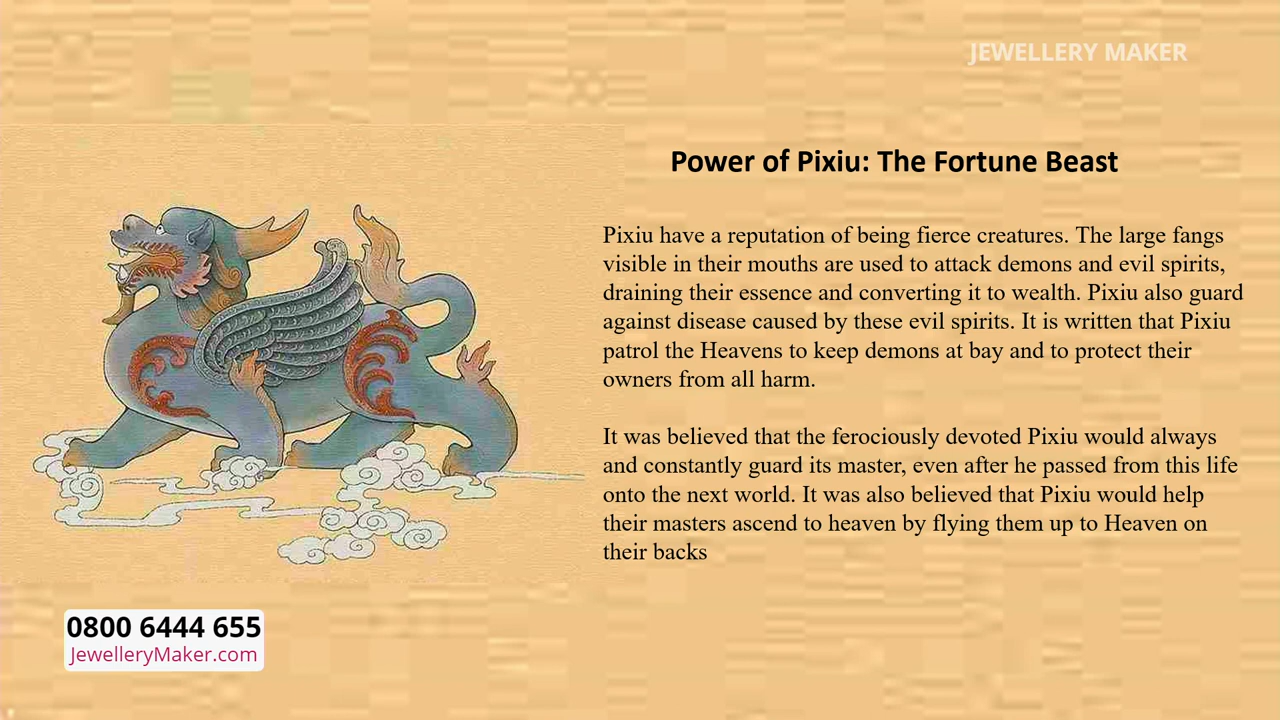 JEWELLERY MAKER
Power of Pixiu: The Fortune Beast
Pixiu have a reputation of being fierce creatures. The large fangs
visible in their mouths are used to attack demons and evil spirits,
draining their essence and converting it to wealth. Pixiu also guard
against disease caused by these evil spirits. It is written that Pixiu
patrol the Heavens to keep demons at bay and to protect their
owners from all harm.
It was believed that the ferociously devoted Pixiu would always
and constantly guard its master, even after he passed from this life
onto the next world. It was also believed that Pixiu would help
their masters ascend to heaven by flying them up to Heaven on
their backs
0800 6444 655
JewelleryMaker.com